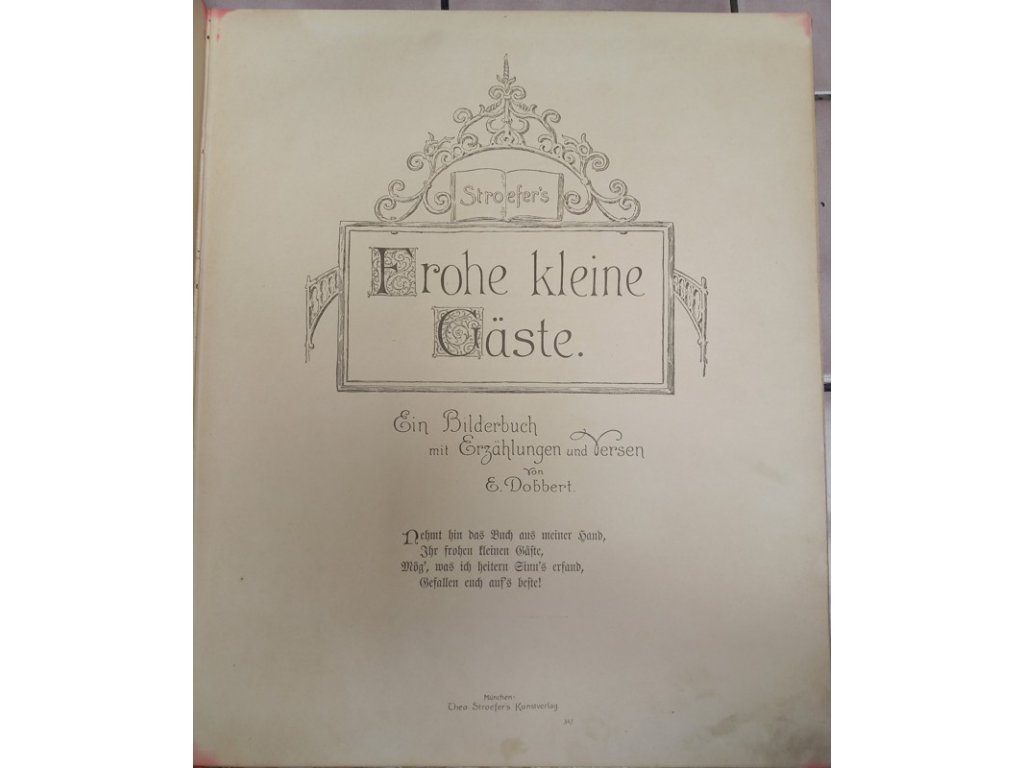 Stroefer's
Frohe kleine
Gäste.
Ein Bilderbuch
mit Erzählungen und Versen
von
E. Dobbert.
Nehmt hin das Buch aus meiner Hand,
Ihr frohen kleinen Gäste,
Mög', was ich heitern Sinn's erfand,
Gefallen euch auf's beste!
München.
Theo Stroefer's Kunstverlag